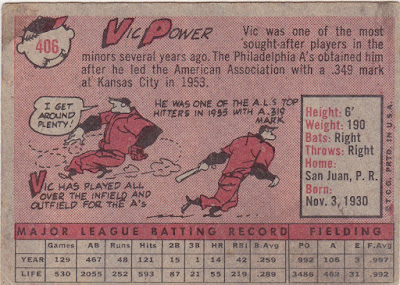 406
VIC POWER
Vic was one of the most
sought-after players in the
minors several years ago. The Philadelphia A's obtained him
after he led the American Association with a .349 mark
at Kansas City in 1953.
I GET
AROUND
PLENTY!
HE WAS ONE OF THE A.L.'S TOP
HITTERS IN 1955 WITH A .319
MARK
VIC HAS PLAYED ALL
OVER THE INFIELD AND
OUTFIELD FOR THE A'S
Height: 6'
Weight: 190
Bats: Right
Throws: Right
Home:
San Juan, P. R.
Born:
Nov. 3, 1930
© T.C.G. PRTD. IN U.S.A.
MAJOR LEAGUE BATTING RECORD FIELDING
Games AB Runs Hits 2B 3B HR RBI B.Avg PO A E F.Avg
YEAR 129 467 48 121 15 1 14 42 .259 992 106 3 .997
LIFE 530 2055 252 593 87 21 55 219 .289 3486 462 31 .992